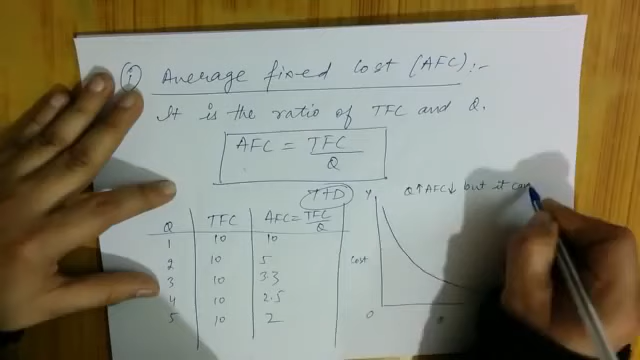 (i) Average fixed Cost (AFC):-
It is the ratio of TFC and Q.
AFC = TFC / Q
TTD
Q TFC AFC = TFC/Q
1 10 10
2 10 5
3 10 3.3
4 10 2.5
5 10 2
Y
Q↑ AFC↓ but it can
Cost
O